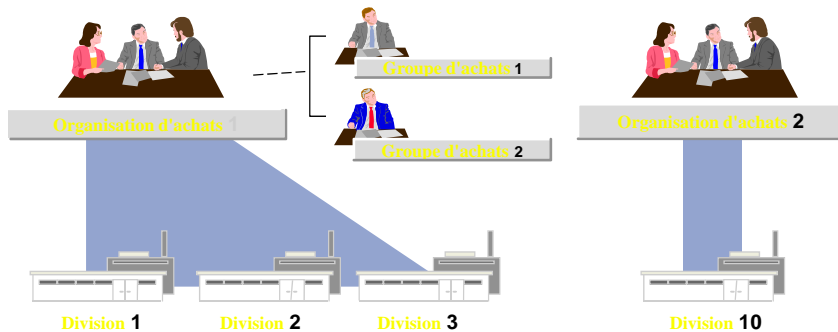 Groupe d'achats 1
Organisation d'achats 1
Organisation d'achats 2
Groupe d'achats 2
Division 1
Division 2
Division 3
Division 10